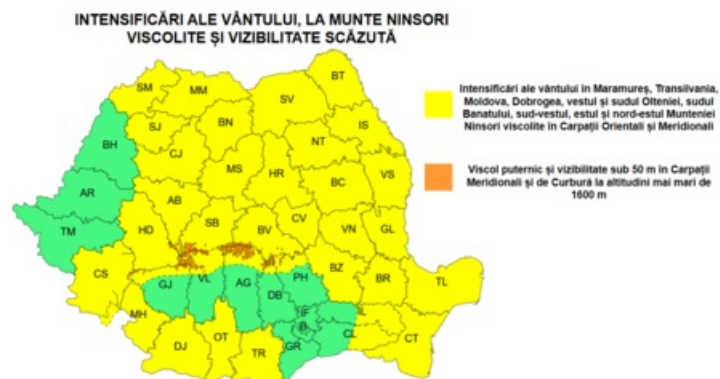 INTENSIFICĂRI ALE VÂNTULUI, LA MUNTE NINSORI
VISCOLITE ȘI VIZIBILITATE SCĂZUTĂ
Intensificări ale vântului în Maramureș, Transilvania,
Moldova, Dobrogea, vestul și sudul Olteniei, sudul
Banatului, sud-vestul, estul și nord-estul Munteniei
Ninsori viscolite în Carpații Orientali și Meridionali
Viscol puternic și vizibilitate sub 50 m în Carpații
Meridionali și de Curbură la altitudini mai mari de
1600 m
BT
SM
MM
SV
SJ
BN
IS
BH
CJ
NT
MS
HR
AR
BC
VS
AB
TM
HD
SB
BV
CV
VN
GL
CS
GJ
VL
AG
DB
PH
BZ
BR
TL
MH
IF
B
DJ
OT
TR
GR
CL
CT